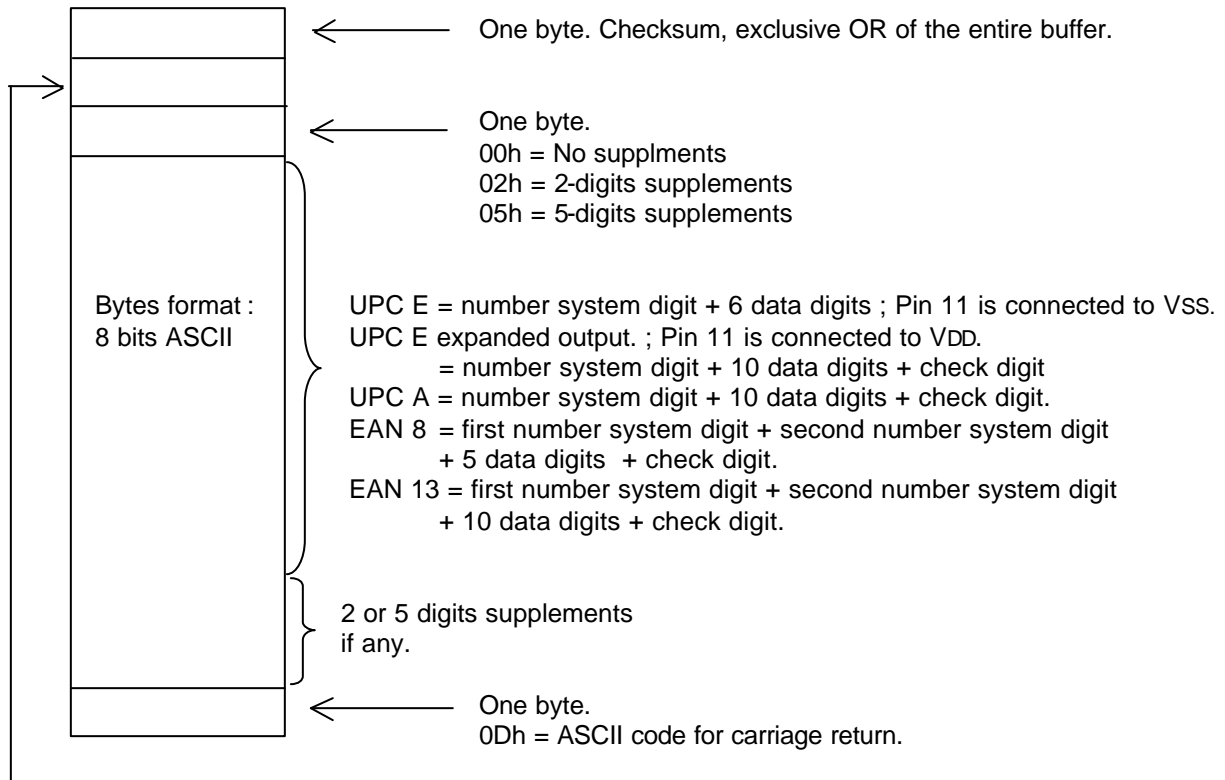 One byte. Checksum, exclusive OR of the entire buffer.
One byte.
00h = No supplments
02h = 2-digits supplements
05h = 5-digits supplements
Bytes format :
8 bits ASCII
UPC E = number system digit + 6 data digits ; Pin 11 is connected to VSS.
UPC E expanded output. ; Pin 11 is connected to VDD.
= number system digit + 10 data digits + check digit
UPC A = number system digit + 10 data digits + check digit.
EAN 8 = first number system digit + second number system digit
+ 5 data digits + check digit.
EAN 13 = first number system digit + second number system digit
+ 10 data digits + check digit.
2 or 5 digits supplements
if any.
One byte.
0Dh = ASCII code for carriage return.